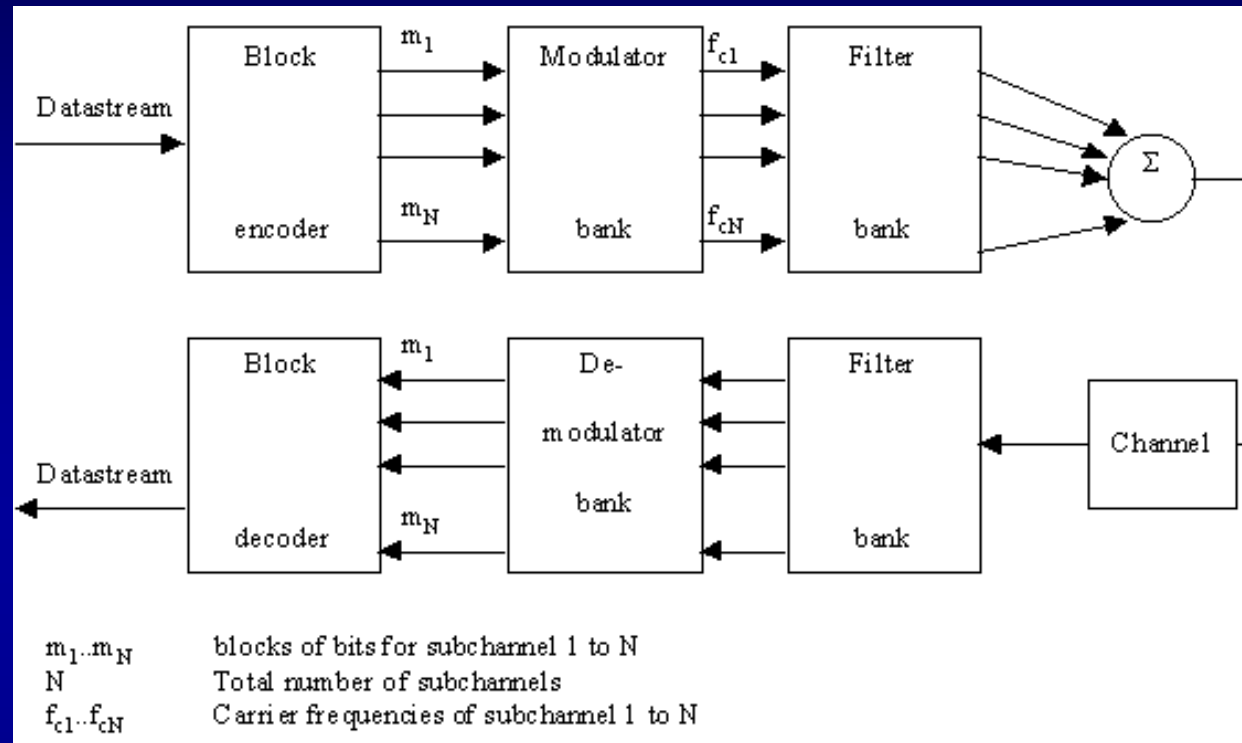 Block
m1
Modulator
fc1
Filter
Datastream
Σ
encoder
mN
bank
fcN
bank
Block
m1
De-
Filter
modulator
Channel
Datastream
bank
decoder
mN
bank
m1..mN blocks of bits for subchannel 1 to N
N Total number of subchannels
fc1..fcN Carrier frequencies of subchannel 1 to N